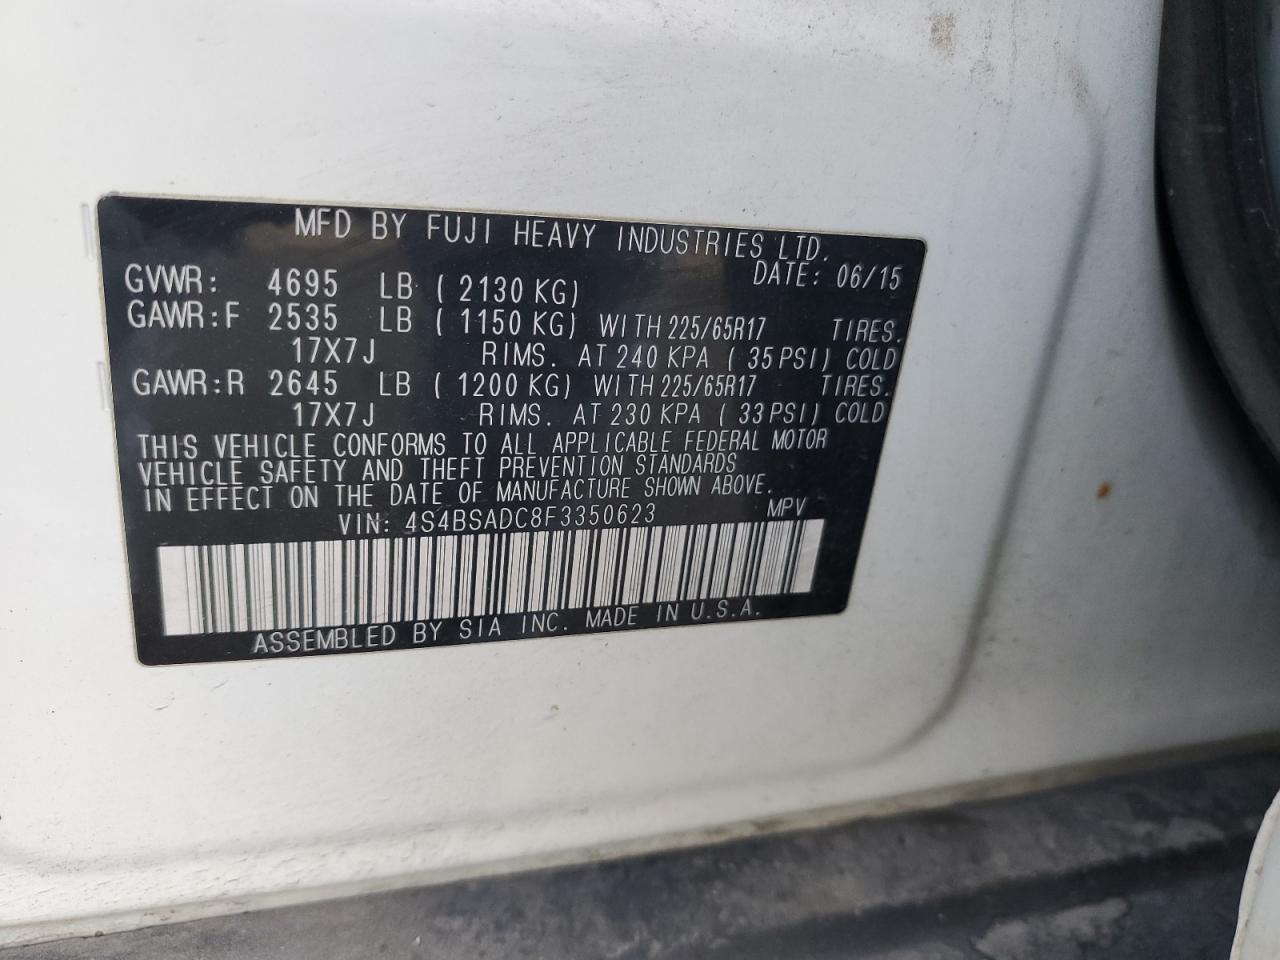 MFD BY FUJI HEAVY INDUSTRIES LTD.
DATE: 06/15
GVWR: 4695 LB ( 2130 KG)
GAWR:F 2535 LB ( 1150 KG) WITH 225/65R17 TIRES.
17X7J RIMS. AT 240 KPA ( 35 PSI) COLD
GAWR:R 2645 LB ( 1200 KG) WITH 225/65R17 TIRES.
17X7J RIMS. AT 230 KPA ( 33 PSI) COLD
THIS VEHICLE CONFORMS TO ALL APPLICABLE FEDERAL MOTOR
VEHICLE SAFETY AND THEFT PREVENTION STANDARDS
IN EFFECT ON THE DATE OF MANUFACTURE SHOWN ABOVE.
VIN: 4S4BSADC8F3350623 MPV
ASSEMBLED BY SIA INC. MADE IN U.S.A.